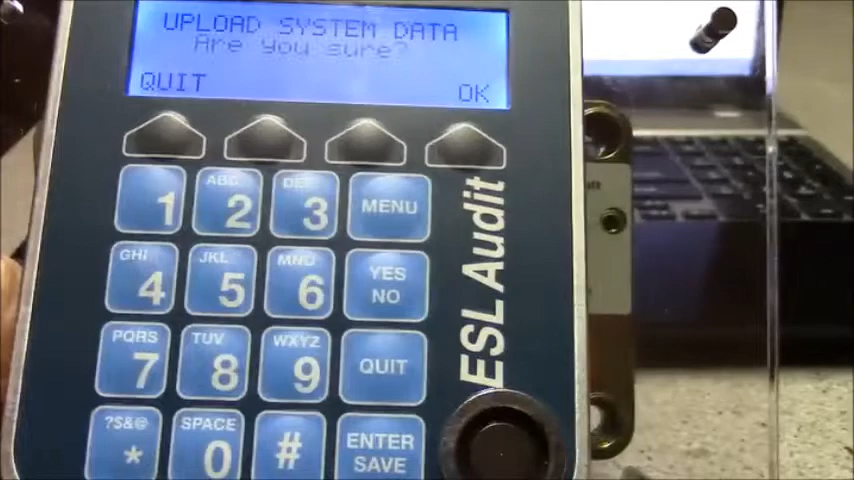 UPLOAD SYSTEM DATA
Are you sure?
QUIT OK
1
ABC 2
DEF 3
MENU
GHI 4
JKL 5
MNO 6
YES NO
PQRS 7
TUV 8
WXYZ 9
QUIT
?$&@ *
SPACE 0
#
ENTER SAVE
ESL Audit